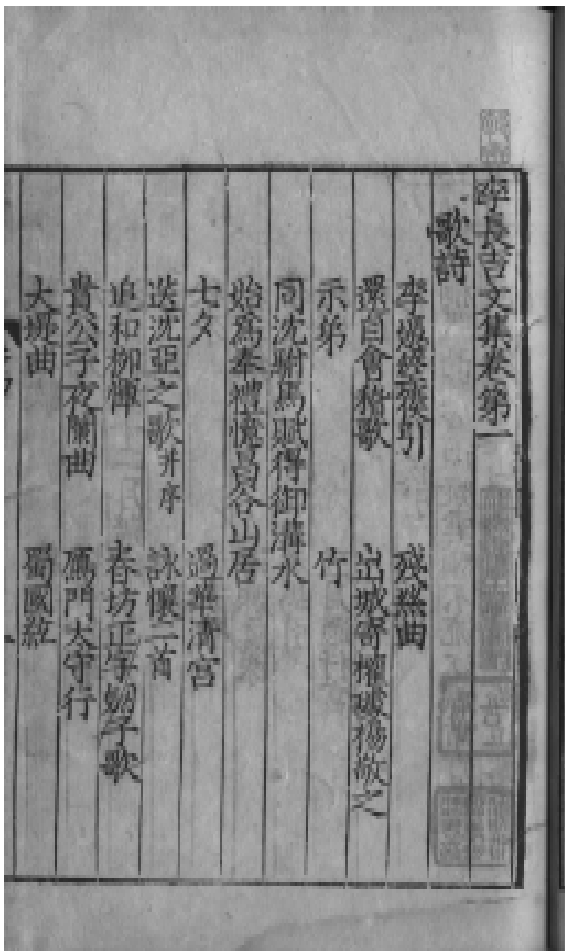 李長吉文集卷第一
歌詩
李憑箜篌引　殘絲曲
還自會稽歌　出城寄權璩楊敬之
示弟　竹
同沈駙馬賦得御溝水
始爲奉禮憶昌谷山居
七夕　過華清宮
送沈亞之歌并序　詠懷二首
追和柳惲　春坊正字劒子歌
貴公子夜闌曲　鴈門太守行
大堤曲　蜀國絃